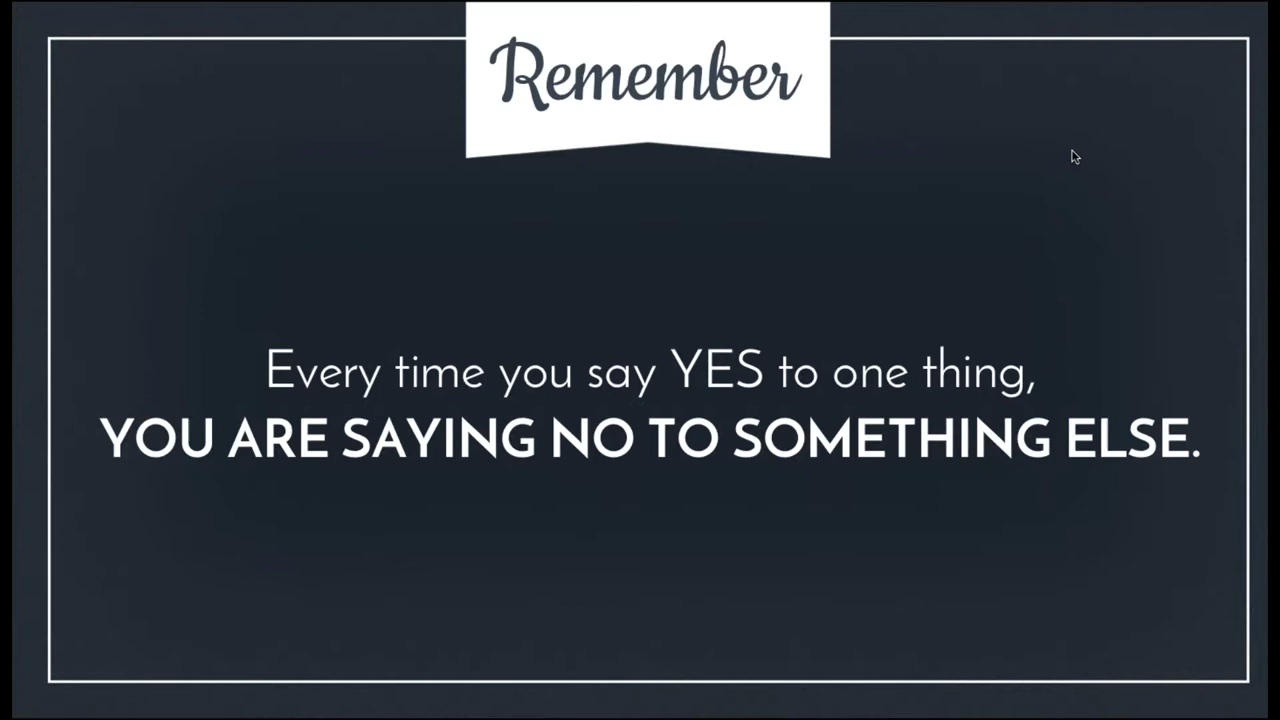 Remember
Every time you say YES to one thing,
YOU ARE SAYING NO TO SOMETHING ELSE.